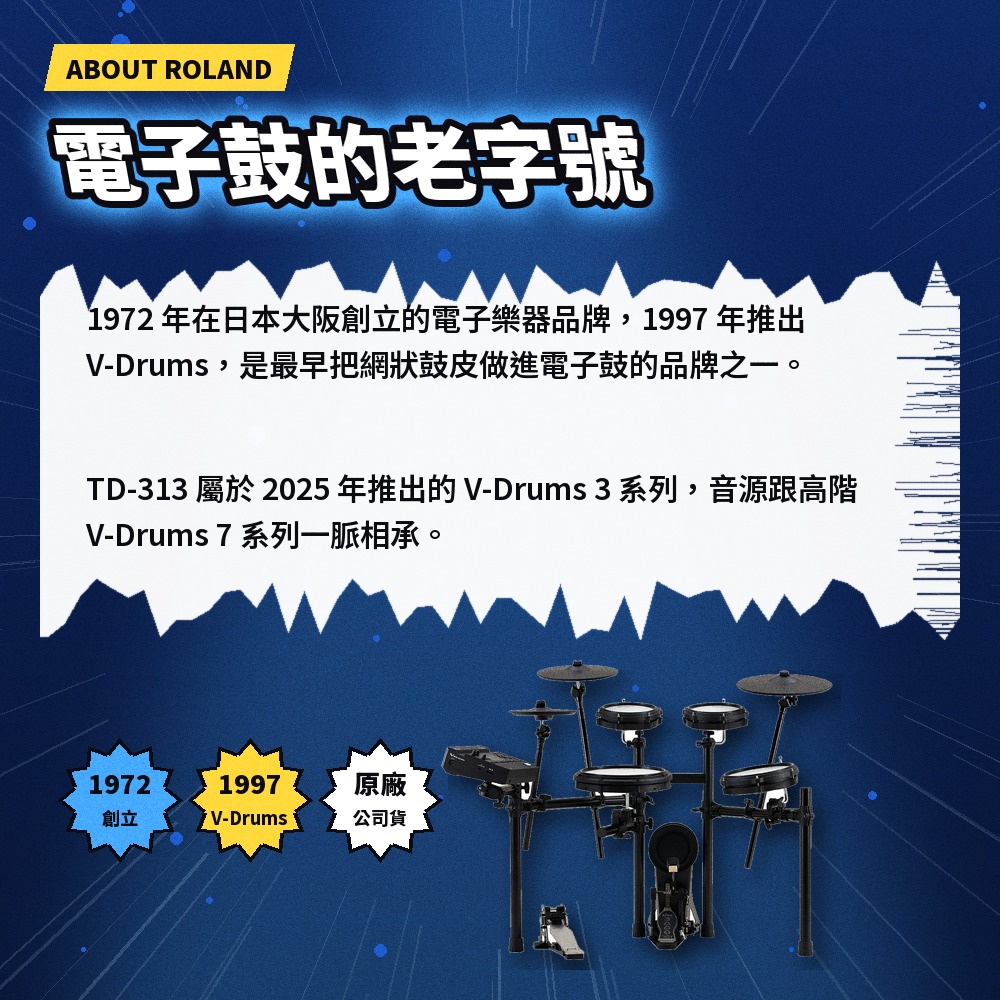 ABOUT ROLAND
電子鼓的老字號
1972 年在日本大阪創立的電子樂器品牌，1997 年推出
V-Drums，是最早把網狀鼓皮做進電子鼓的品牌之一。
TD-313 屬於 2025 年推出的 V-Drums 3 系列，音源跟高階
V-Drums 7 系列一脈相承。
1972
創立
1997
V-Drums
原廠
公司貨